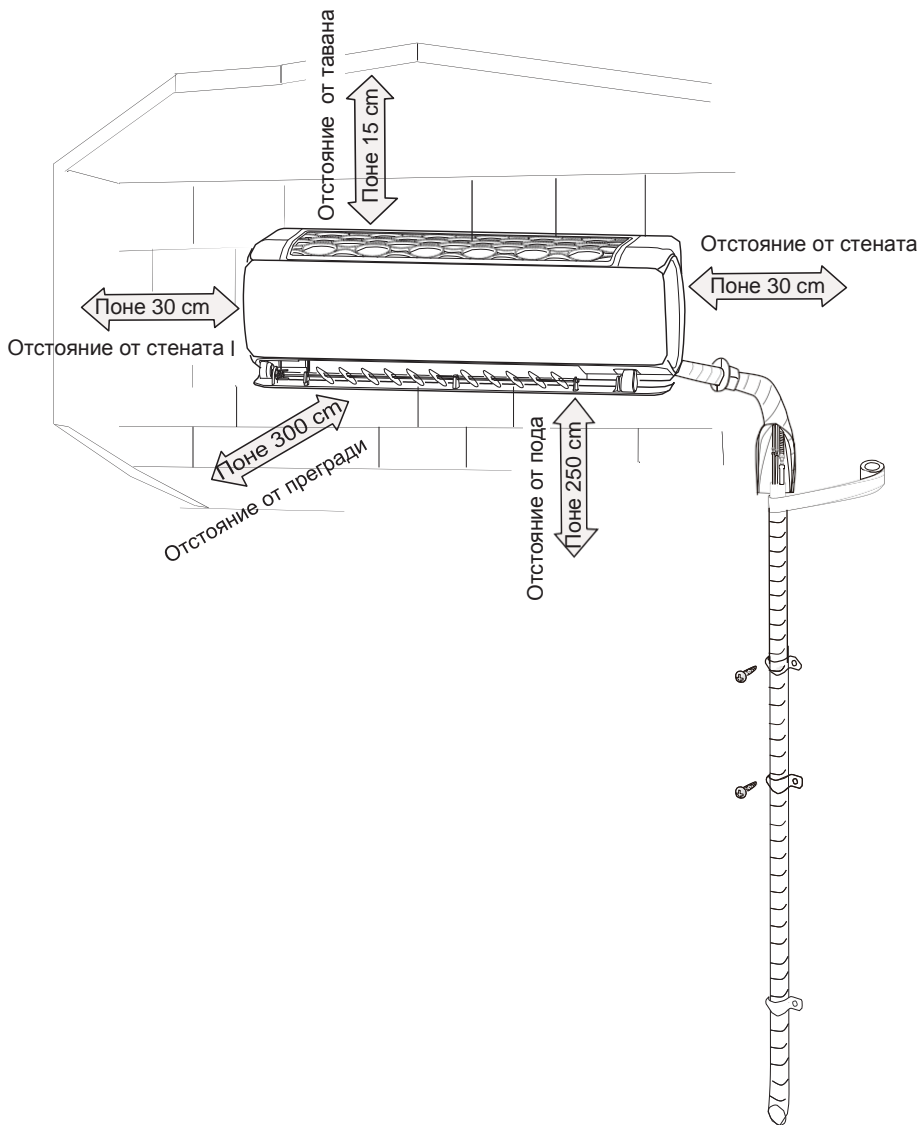 Отстояние от тавана
Поне 15 cm
Отстояние от стената
Поне 30 cm
Поне 30 cm
Отстояние от стената
Поне 300 cm
Отстояние от прегради
Отстояние от пода
Поне 250 cm